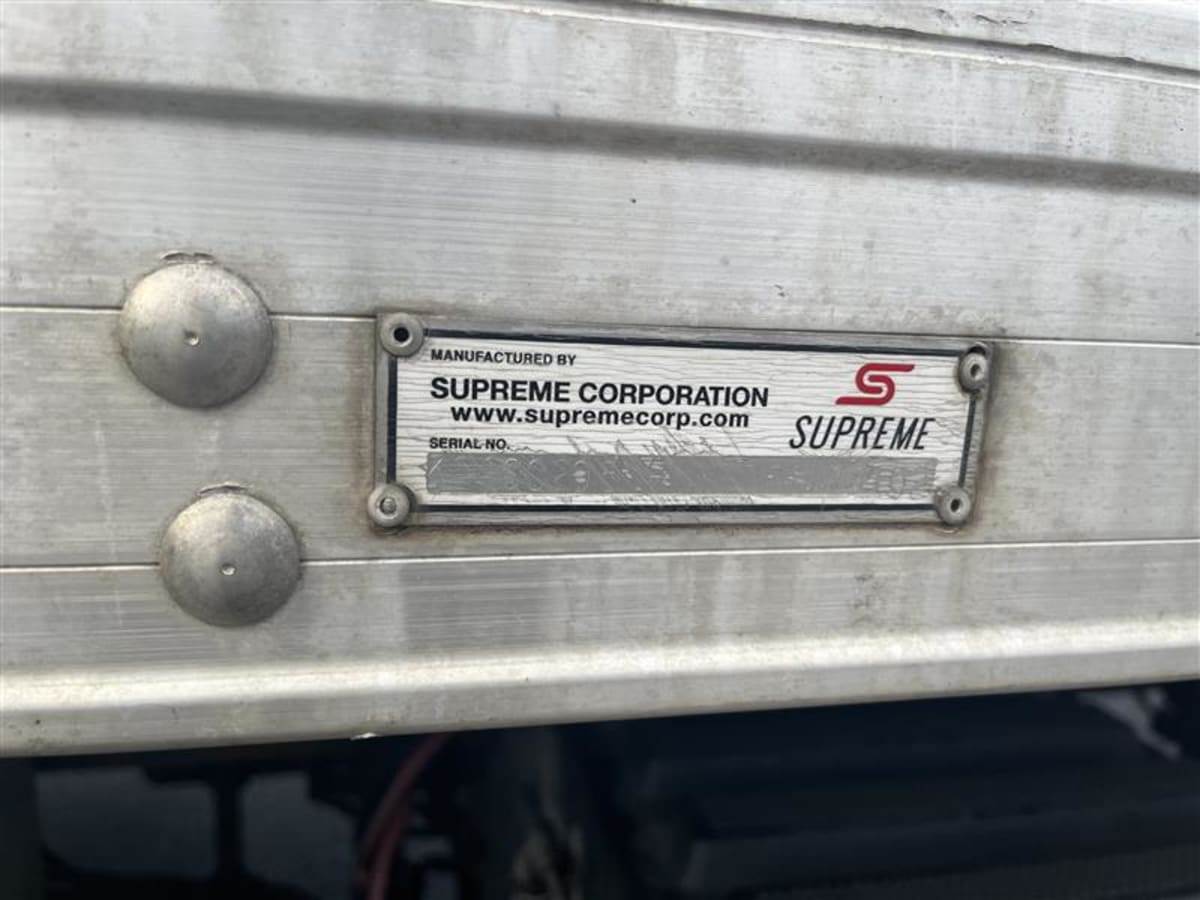 MANUFACTURED BY
SUPREME CORPORATION
www.supremecorp.com
SERIAL NO.
SUPREME